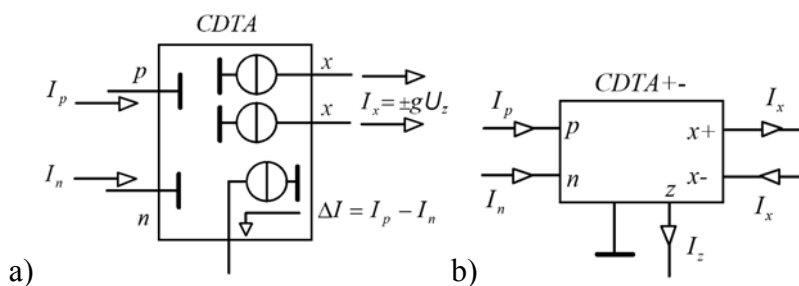 CDTA
p
x
I_p
I_x = ±gU_z
x
I_n
n
ΔI = I_p − I_n
a)
CDTA+-
I_p
I_x
p
x+
n
x-
z
I_n
I_x
I_z
b)